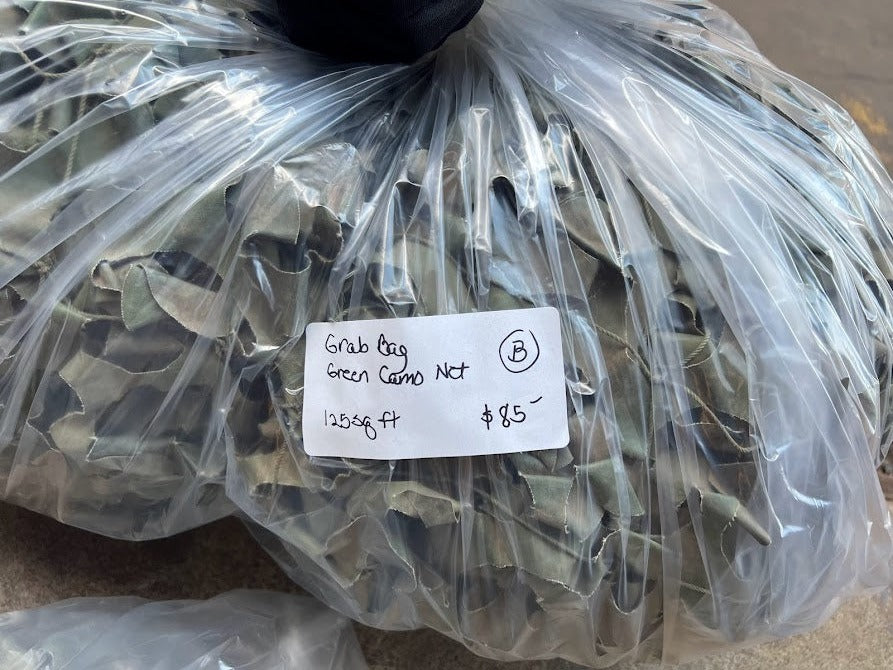 Grab Bag
Green Camo Net
B
125 sq ft
$85-